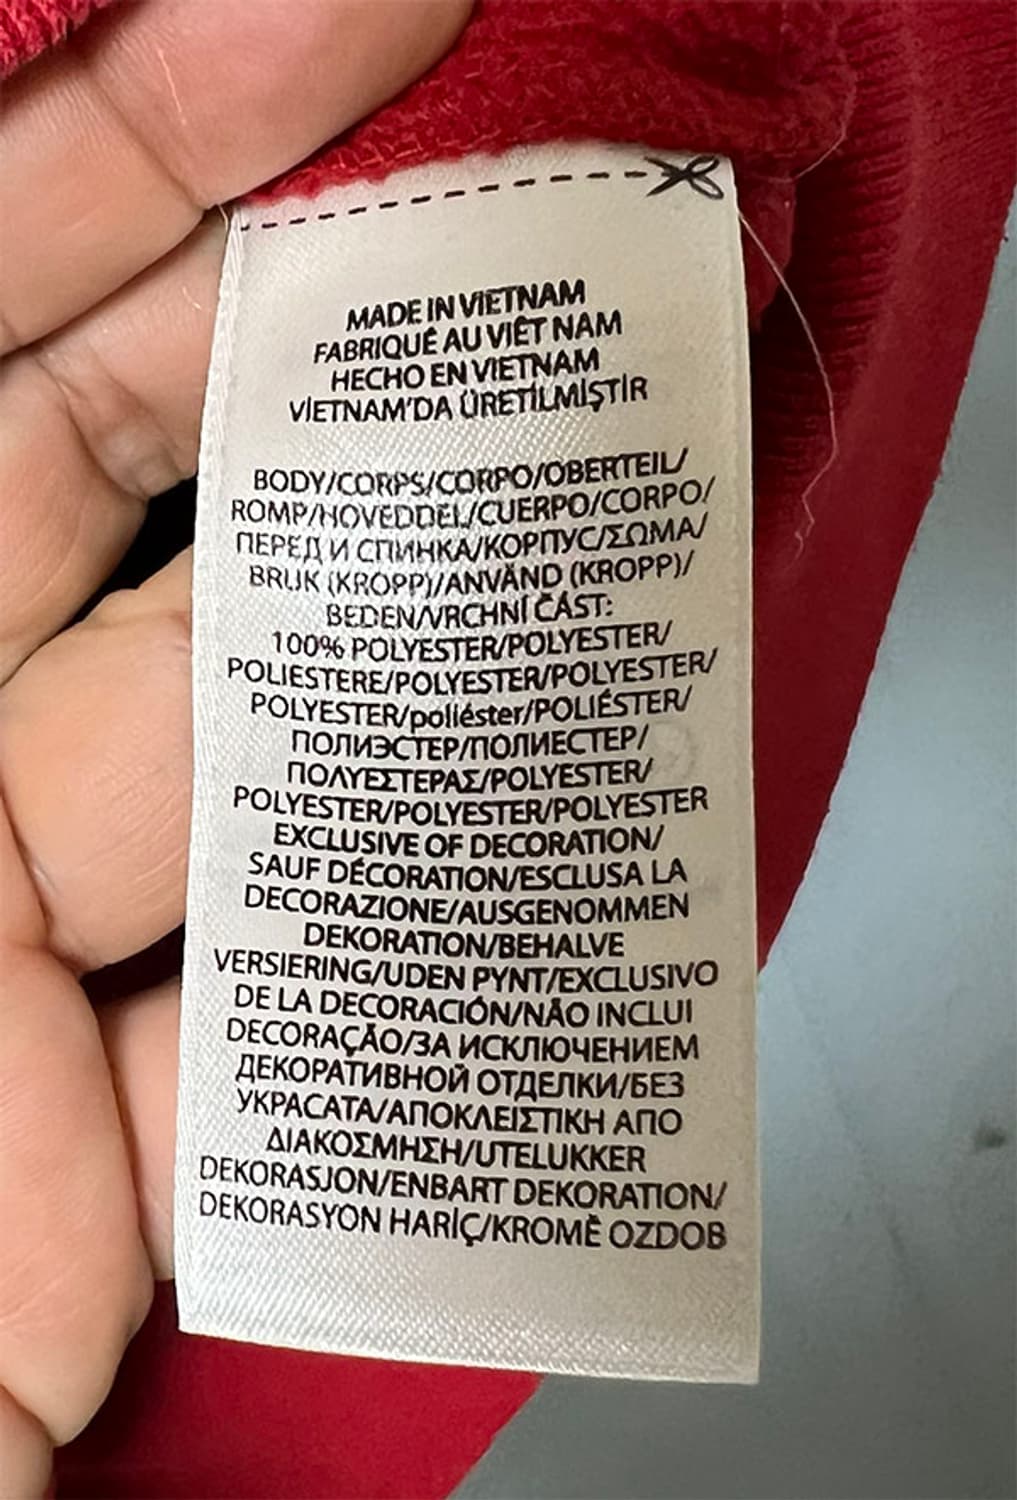 MADE IN VIETNAM
FABRIQUÉ AU VIÊT NAM
HECHO EN VIETNAM
VİETNAM'DA ÜRETİLMİŞTİR
BODY/CORPS/CORPO/OBERTEIL/
ROMP/HOVEDDEL/CUERPO/CORPO/
ПЕРЕД И СПИНКА/КОРПУС/ΣΩΜΑ/
BRUK (KROPP)/ANVÄND (KROPP)/
BEDEN/VRCHNÍ ČÁST:
100% POLYESTER/POLYESTER/
POLIESTERE/POLYESTER/POLYESTER/
POLYESTER/poliéster/POLIÉSTER/
ПОЛИЭСТЕР/ПОЛИЕСТЕР/
ΠΟΛΥΕΣΤΕΡΑΣ/POLYESTER/
POLYESTER/POLYESTER/POLYESTER
EXCLUSIVE OF DECORATION/
SAUF DÉCORATION/ESCLUSA LA
DECORAZIONE/AUSGENOMMEN
DEKORATION/BEHALVE
VERSIERING/UDEN PYNT/EXCLUSIVO
DE LA DECORACIÓN/NÃO INCLUI
DECORAÇÃO/ЗА ИСКЛЮЧЕНИЕМ
ДЕКОРАТИВНОЙ ОТДЕЛКИ/БЕЗ
УКРАСАТА/ΑΠΟΚΛΕΙΣΤΙΚΗ ΑΠΟ
ΔΙΑΚΟΣΜΗΣΗ/UTELUKKER
DEKORASJON/ENBART DEKORATION/
DEKORASYON HARİÇ/KROMĚ OZDOB